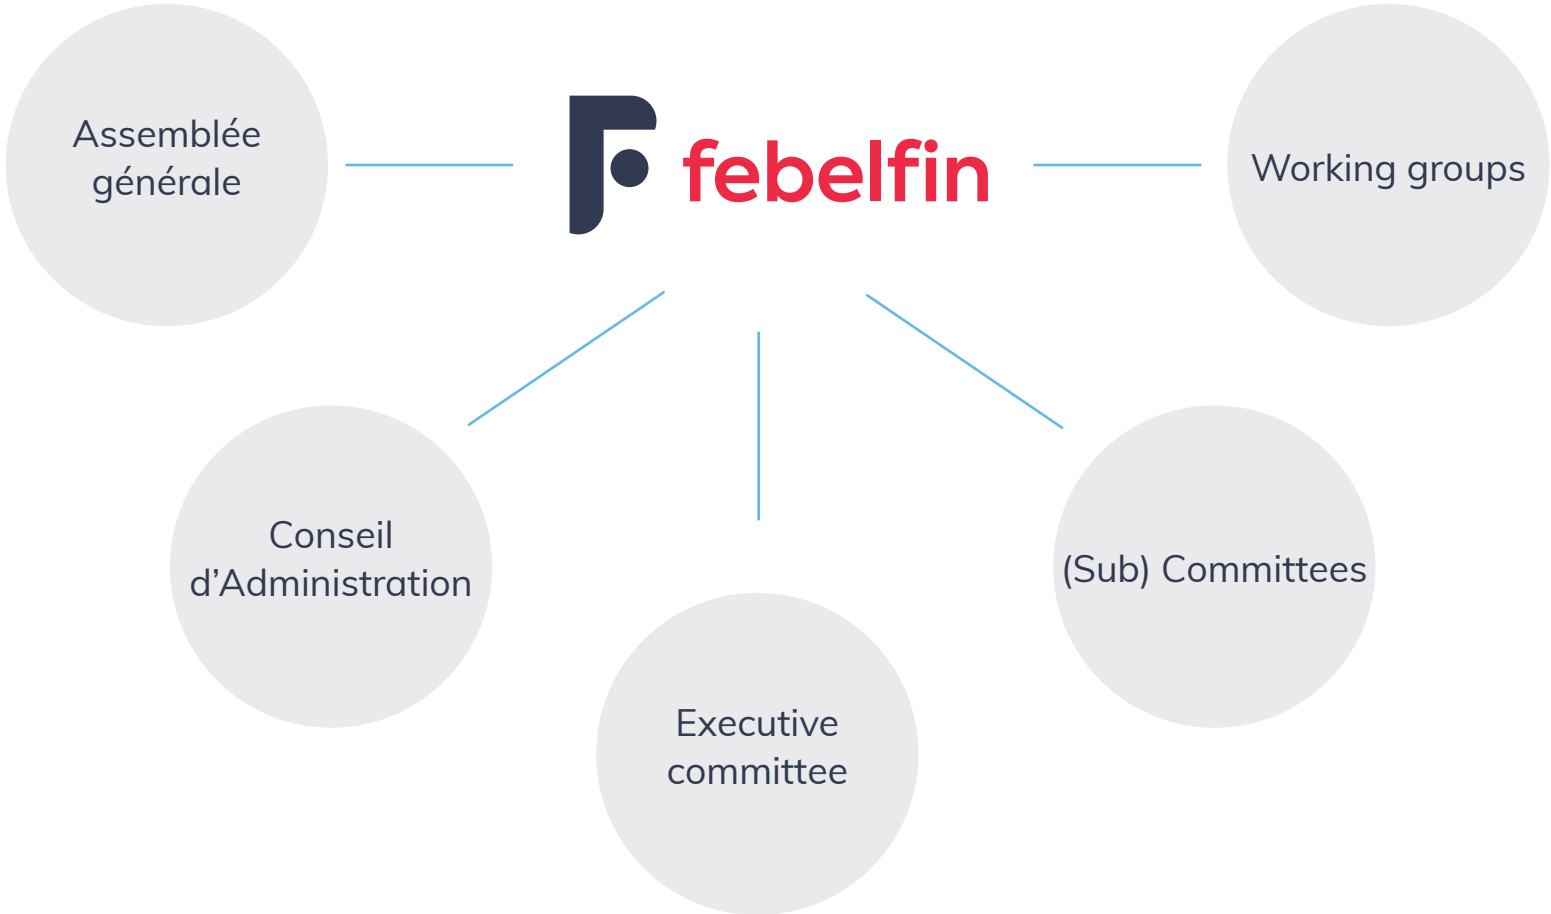 Assemblée
générale
febelfin
Working groups
Conseil
d’Administration
(Sub) Committees
Executive
committee